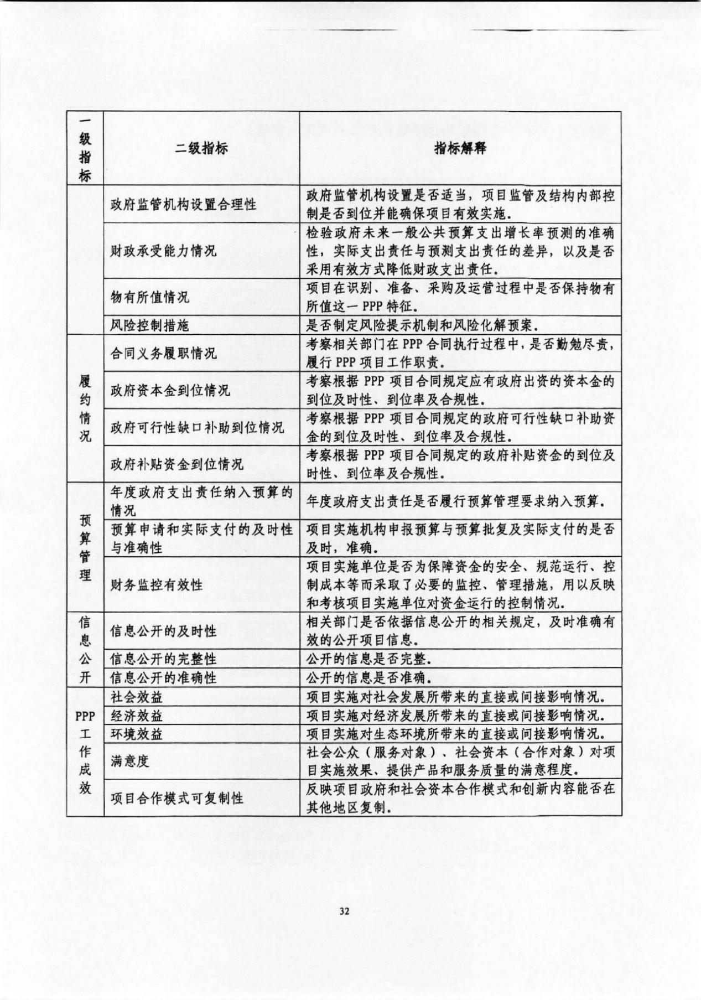 一级指标
二级指标
指标解释
政府监管机构设置合理性
政府监管机构设置是否适当，项目监管及结构内部控
制是否到位并能确保项目有效实施。
财政承受能力情况
检验政府未来一般公共预算支出增长率预测的准确
性，实际支出责任与预测支出责任的差异，以及是否
采用有效方式降低财政支出责任。
物有所值情况
项目在识别、准备、采购及运营过程中是否保持物有
所值这一 PPP 特征。
风险控制措施
是否制定风险提示机制和风险化解预案。
履约情况
合同义务履职情况
考察相关部门在 PPP 合同执行过程中，是否勤勉尽责，
履行 PPP 项目工作职责。
政府资本金到位情况
考察根据 PPP 项目合同规定应有政府出资的资本金的
到位及时性、到位率及合规性。
政府可行性缺口补助到位情况
考察根据 PPP 项目合同规定的政府可行性缺口补助资
金的到位及时性、到位率及合规性。
政府补贴资金到位情况
考察根据 PPP 项目合同规定的政府补贴资金的到位及
时性、到位率及合规性。
预算管理
年度政府支出责任纳入预算的
情况
年度政府支出责任是否履行预算管理要求纳入预算。
预算申请和实际支付的及时性
与准确性
项目实施机构申报预算与预算批复及实际支付的是否
及时，准确。
财务监控有效性
项目实施单位是否为保障资金的安全、规范运行、控
制成本等而采取了必要的监控、管理措施，用以反映
和考核项目实施单位对资金运行的控制情况。
信息公开
信息公开的及时性
相关部门是否依据信息公开的相关规定，及时准确有
效的公开项目信息。
信息公开的完整性
公开的信息是否完整。
信息公开的准确性
公开的信息是否准确。
PPP工作成效
社会效益
项目实施对社会发展所带来的直接或间接影响情况。
经济效益
项目实施对经济发展所带来的直接或间接影响情况。
环境效益
项目实施对生态环境所带来的直接或间接影响情况。
满意度
社会公众（服务对象）、社会资本（合作对象）对项
目实施效果、提供产品和服务质量的满意程度。
项目合作模式可复制性
反映项目政府和社会资本合作模式和创新内容能否在
其他地区复制。
32